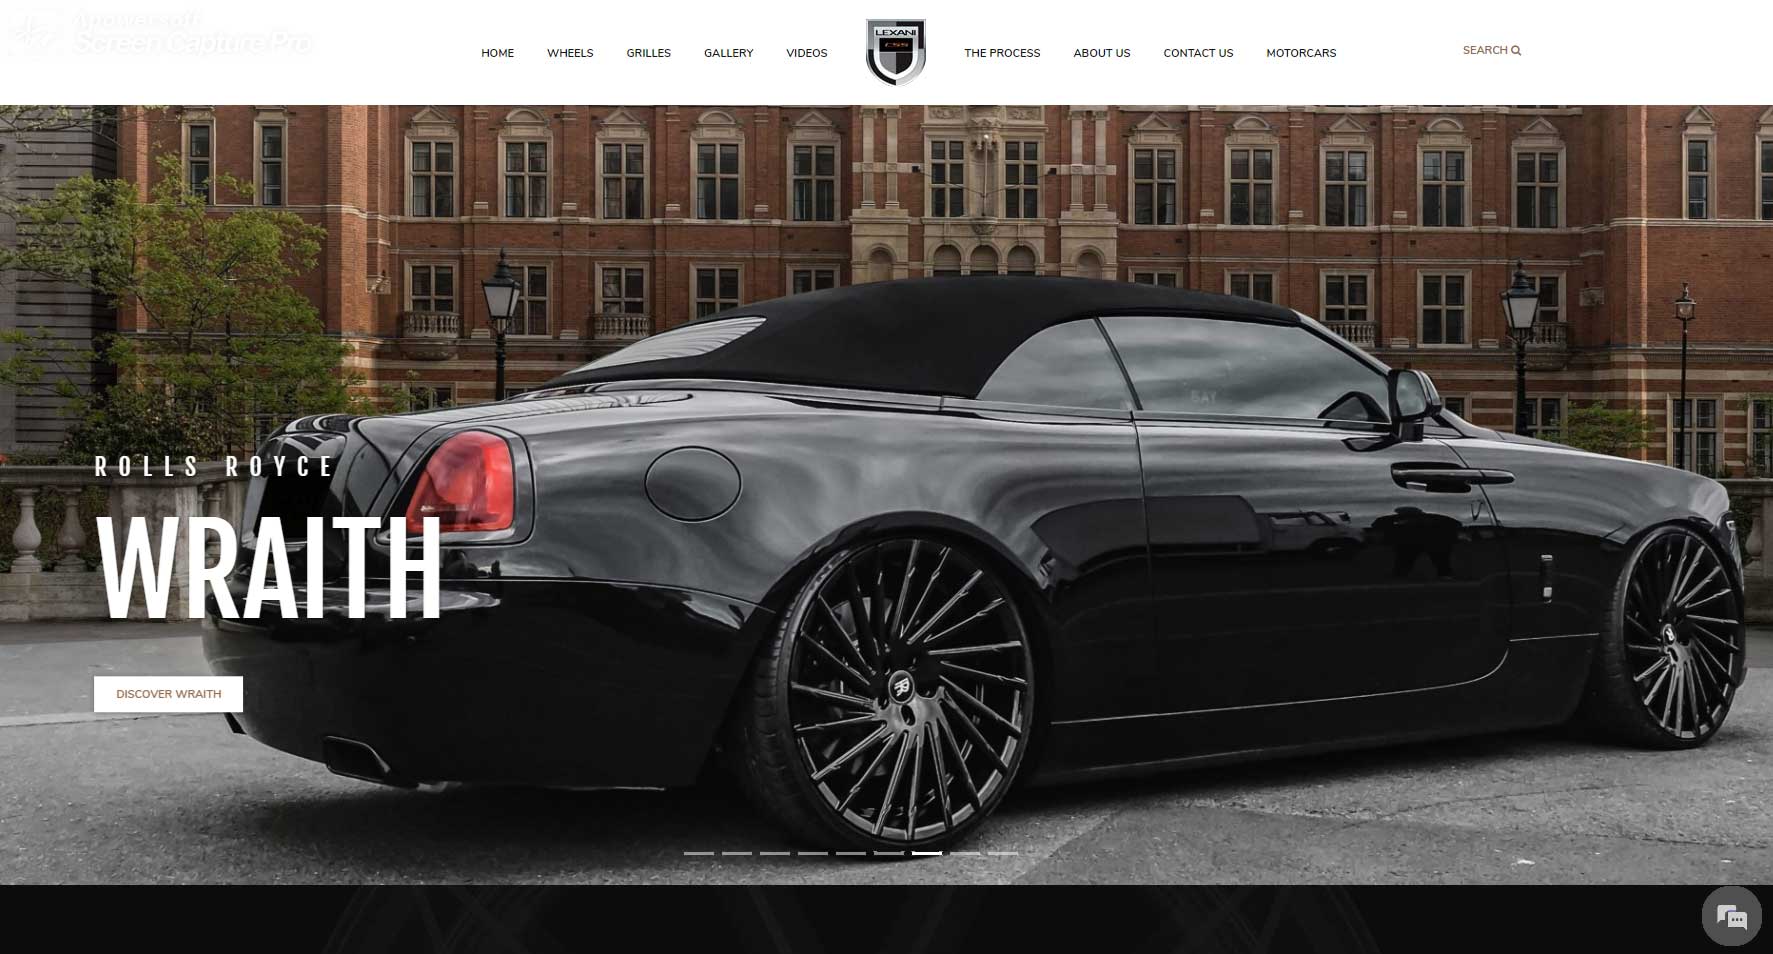 Apowersoft
Screen Capture Pro
HOME
WHEELS
GRILLES
GALLERY
VIDEOS
LEXANI
CSS
THE PROCESS
ABOUT US
CONTACT US
MOTORCARS
SEARCH
ROLLS ROYCE
WRAITH
DISCOVER WRAITH